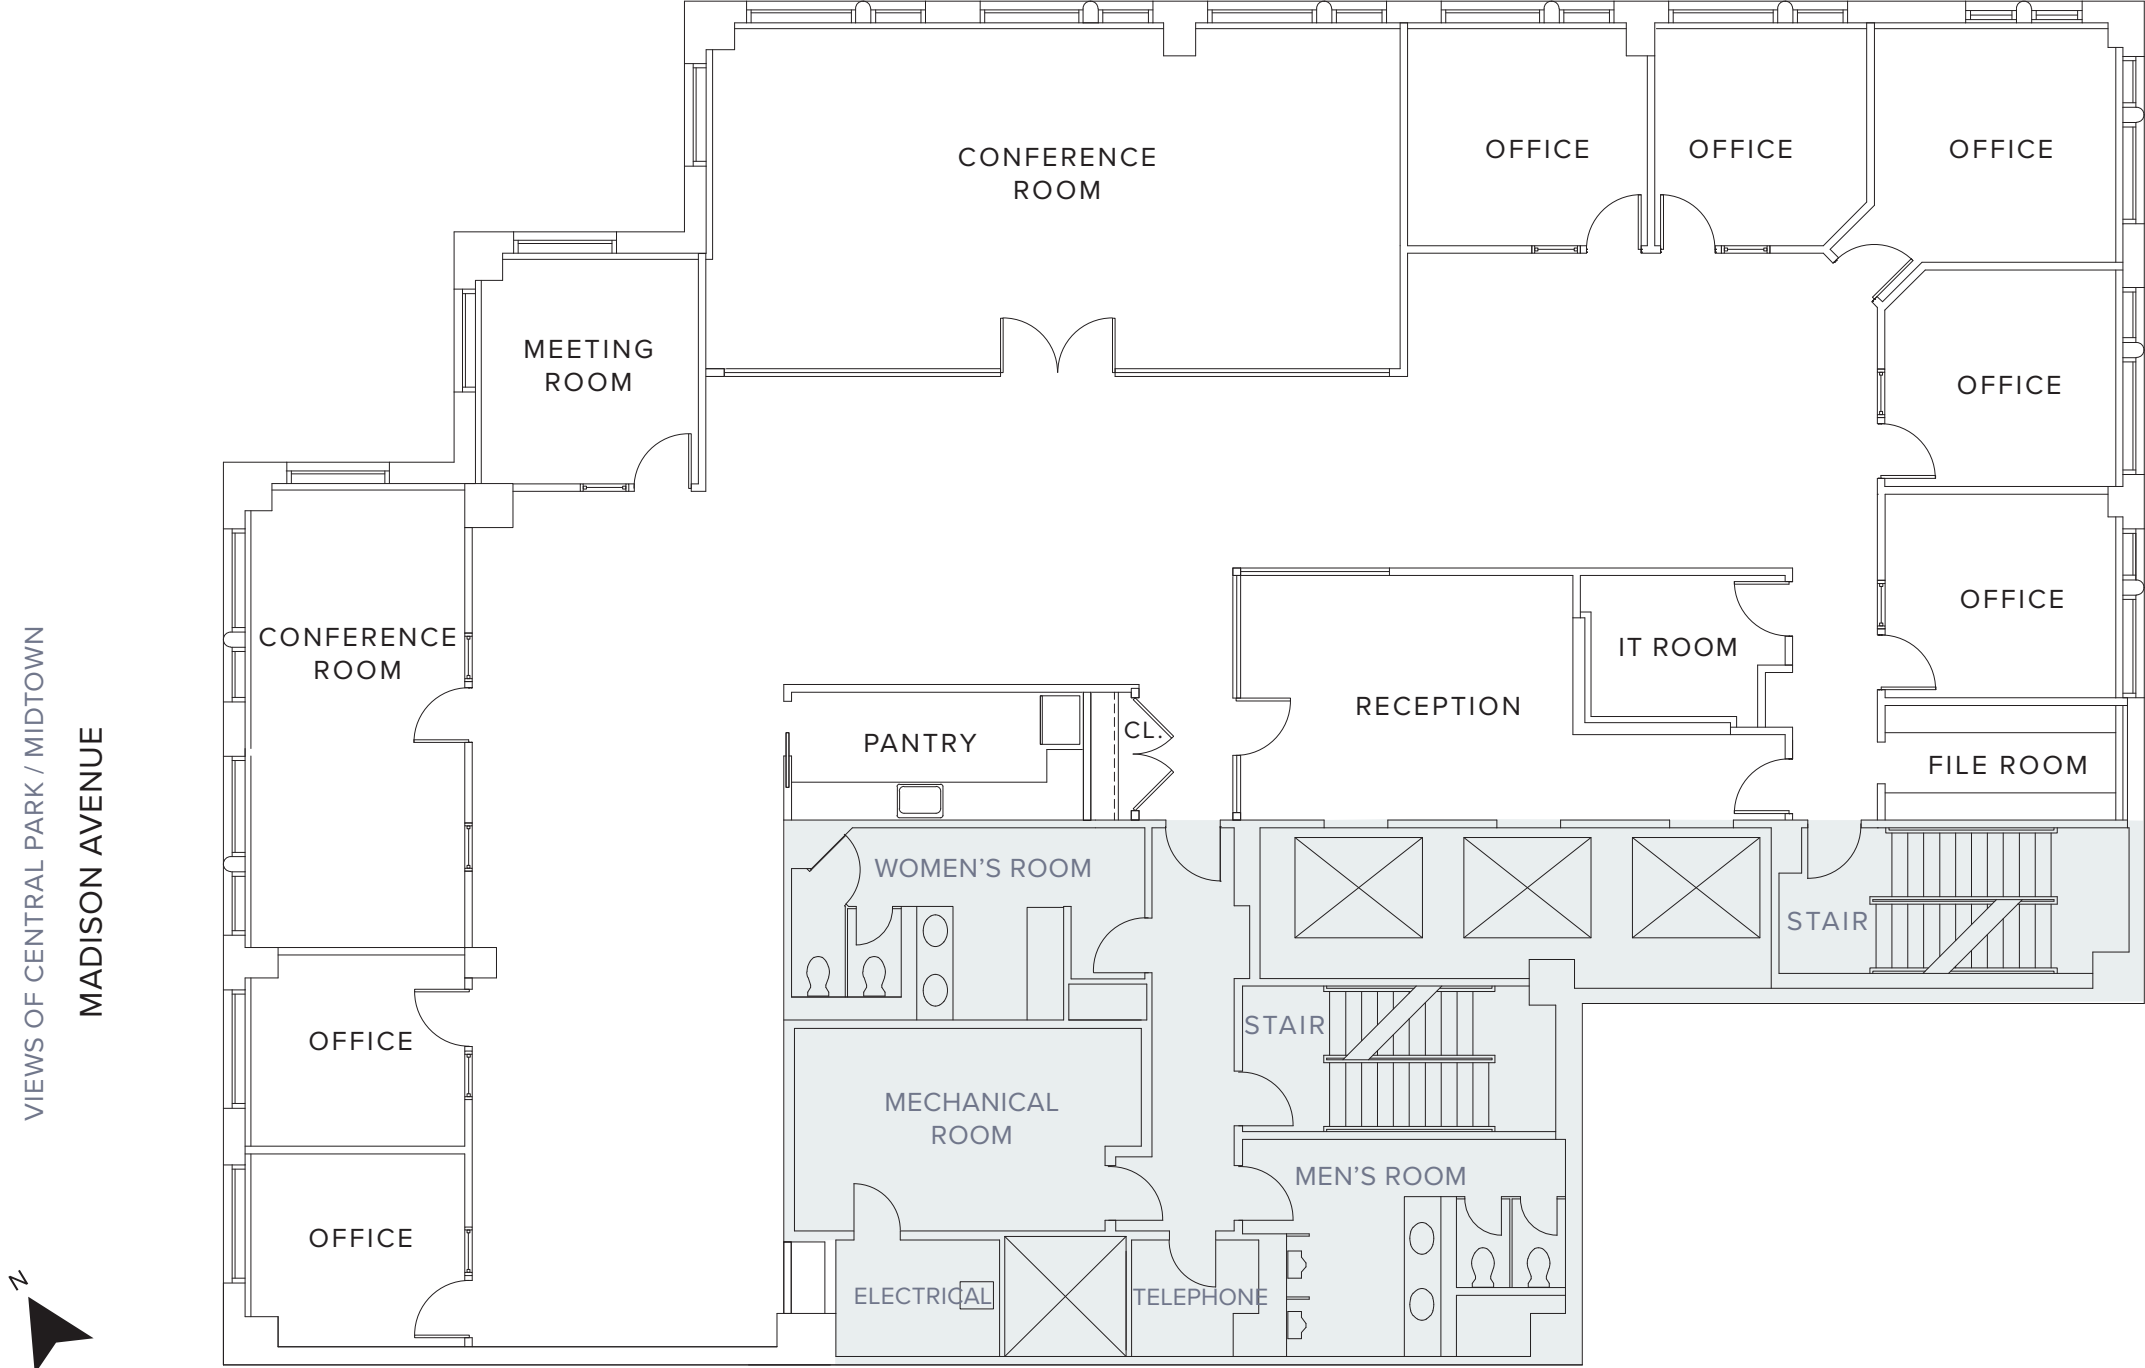 CONFERENCE
ROOM
OFFICE
OFFICE
OFFICE
MEETING
ROOM
OFFICE
CONFERENCE
ROOM
OFFICE
IT ROOM
RECEPTION
PANTRY
CL.
FILE ROOM
VIEWS OF CENTRAL PARK / MIDTOWN
MADISON AVENUE
WOMEN'S ROOM
STAIR
OFFICE
STAIR
MECHANICAL
ROOM
MEN'S ROOM
OFFICE
ELECTRICAL
TELEPHONE
N